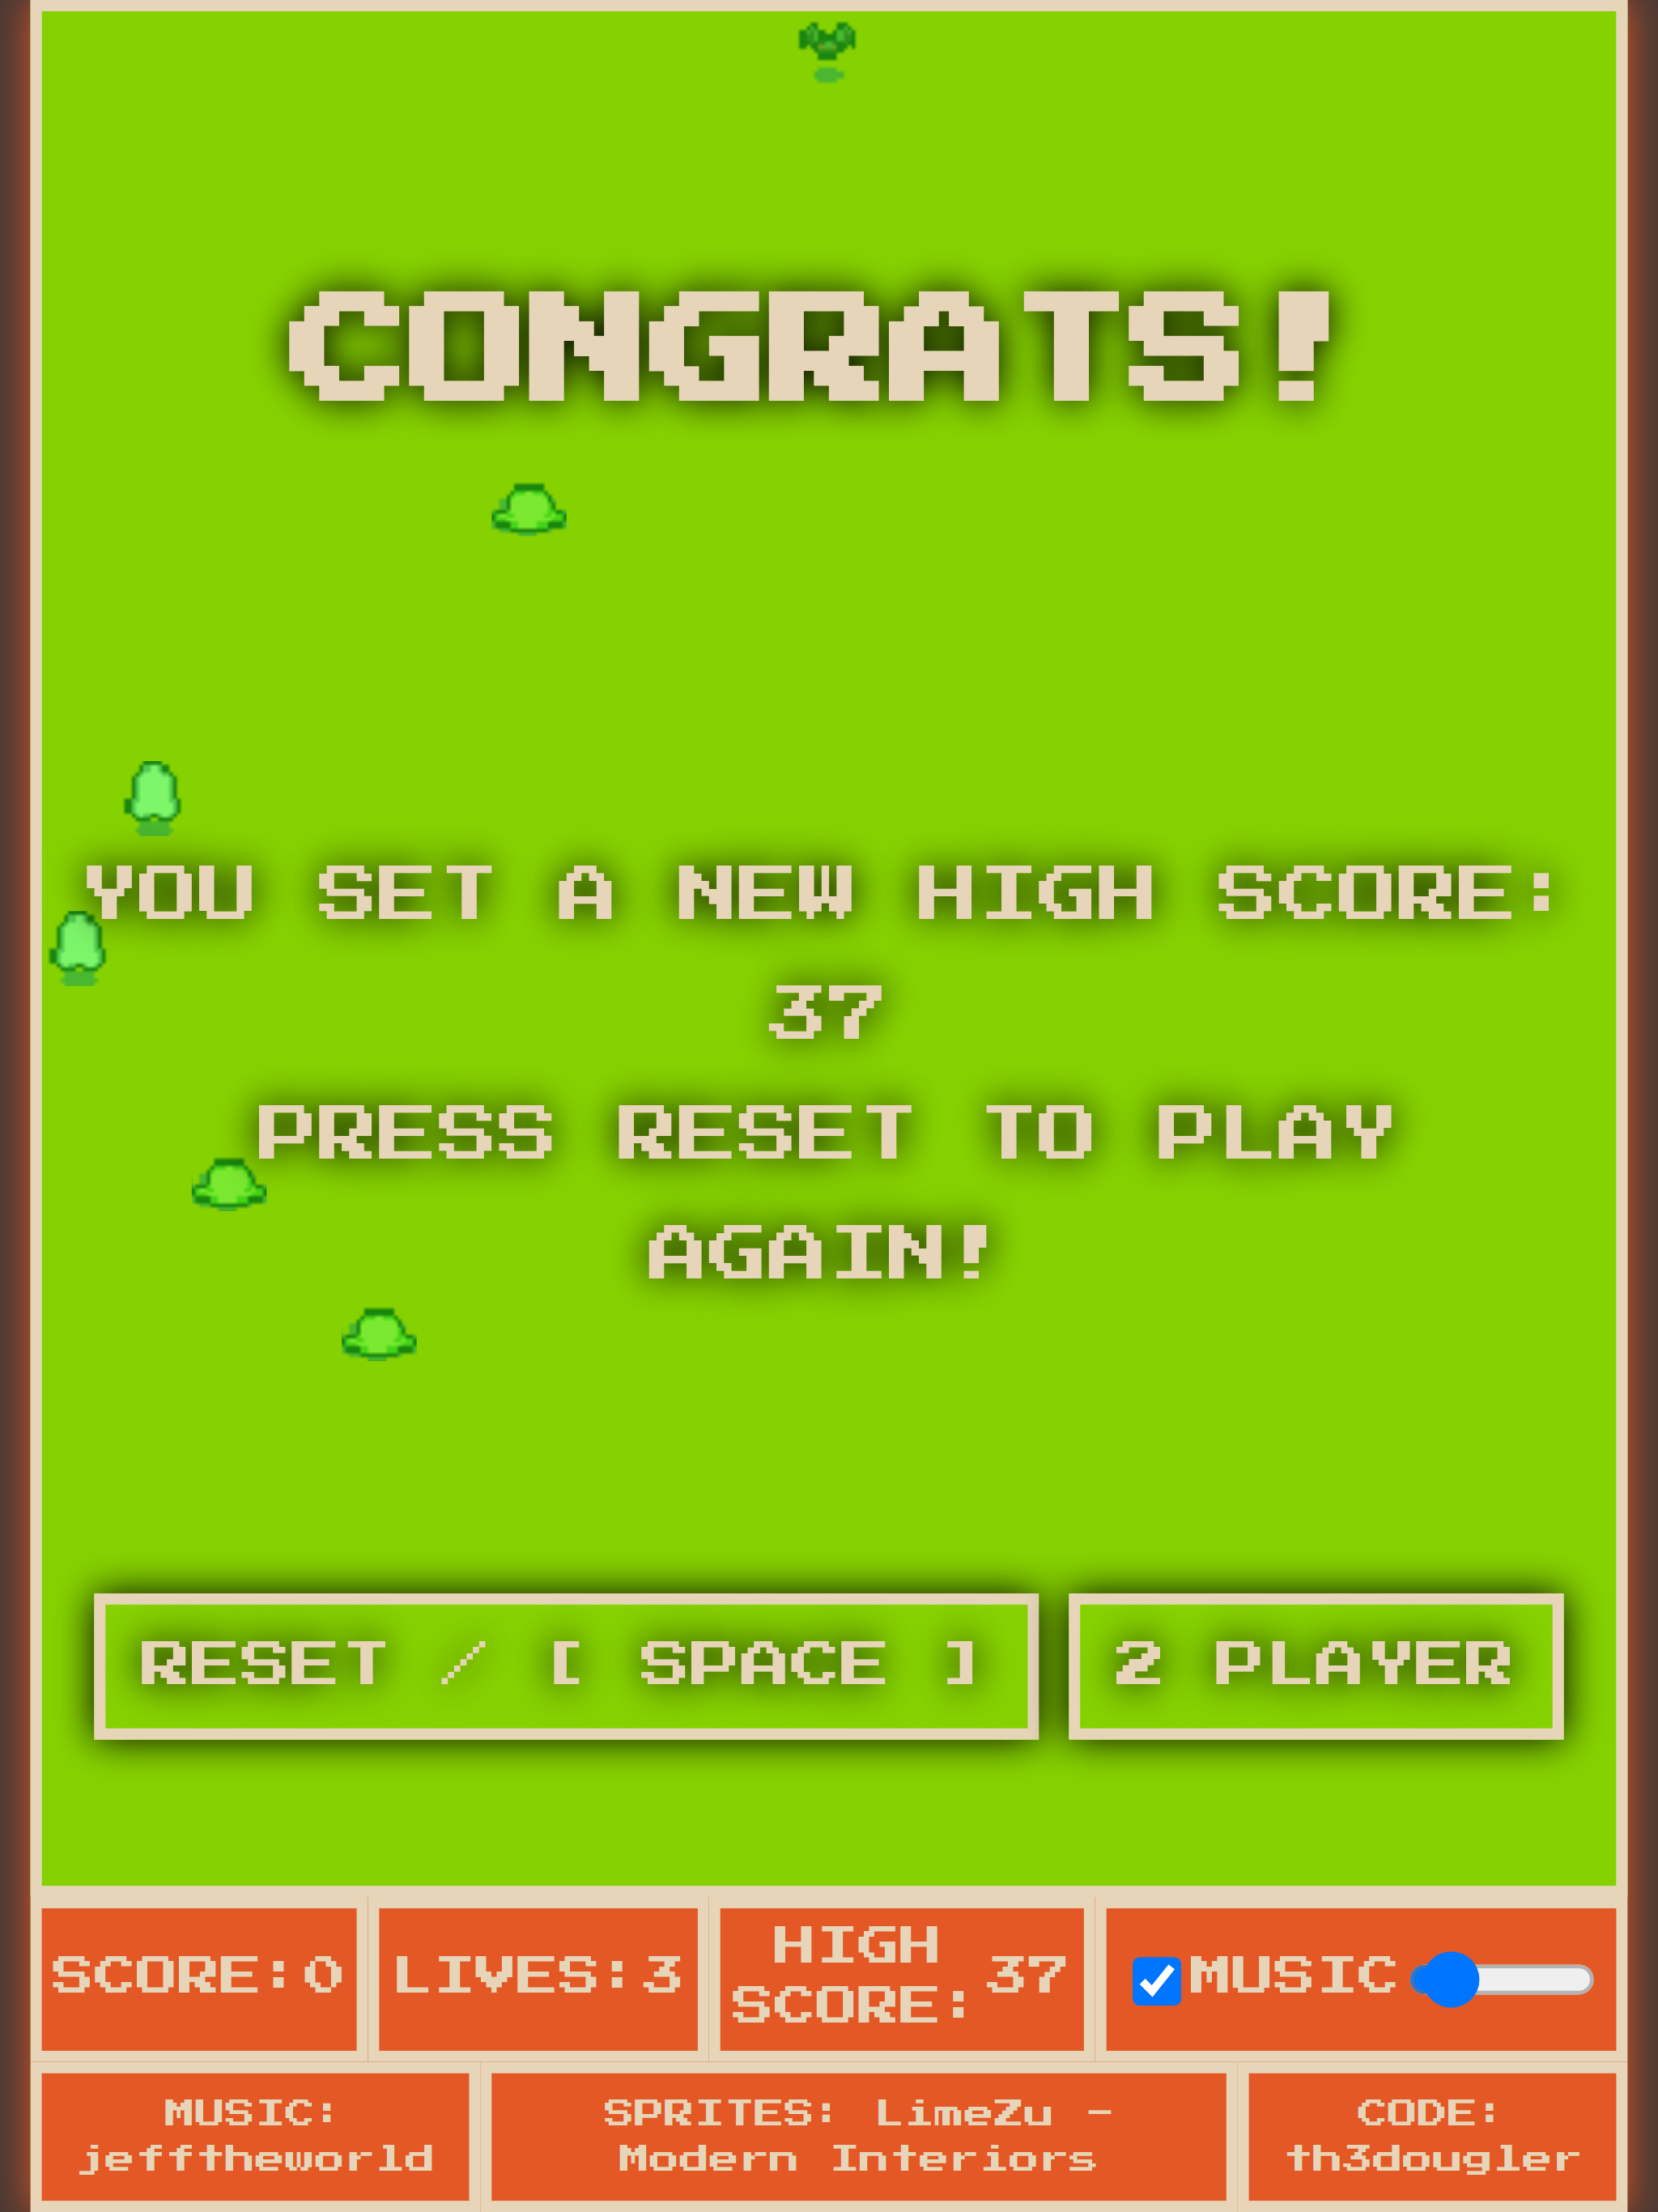 CONGRATS!
YOU SET A NEW HIGH SCORE:
37
PRESS RESET TO PLAY
AGAIN!
RESET / [ SPACE ]
2 PLAYER
SCORE:0
LIVES:3
HIGH
SCORE: 37
MUSIC
MUSIC:
jefftheworld
SPRITES: LimeZu -
Modern Interiors
CODE:
th3dougler